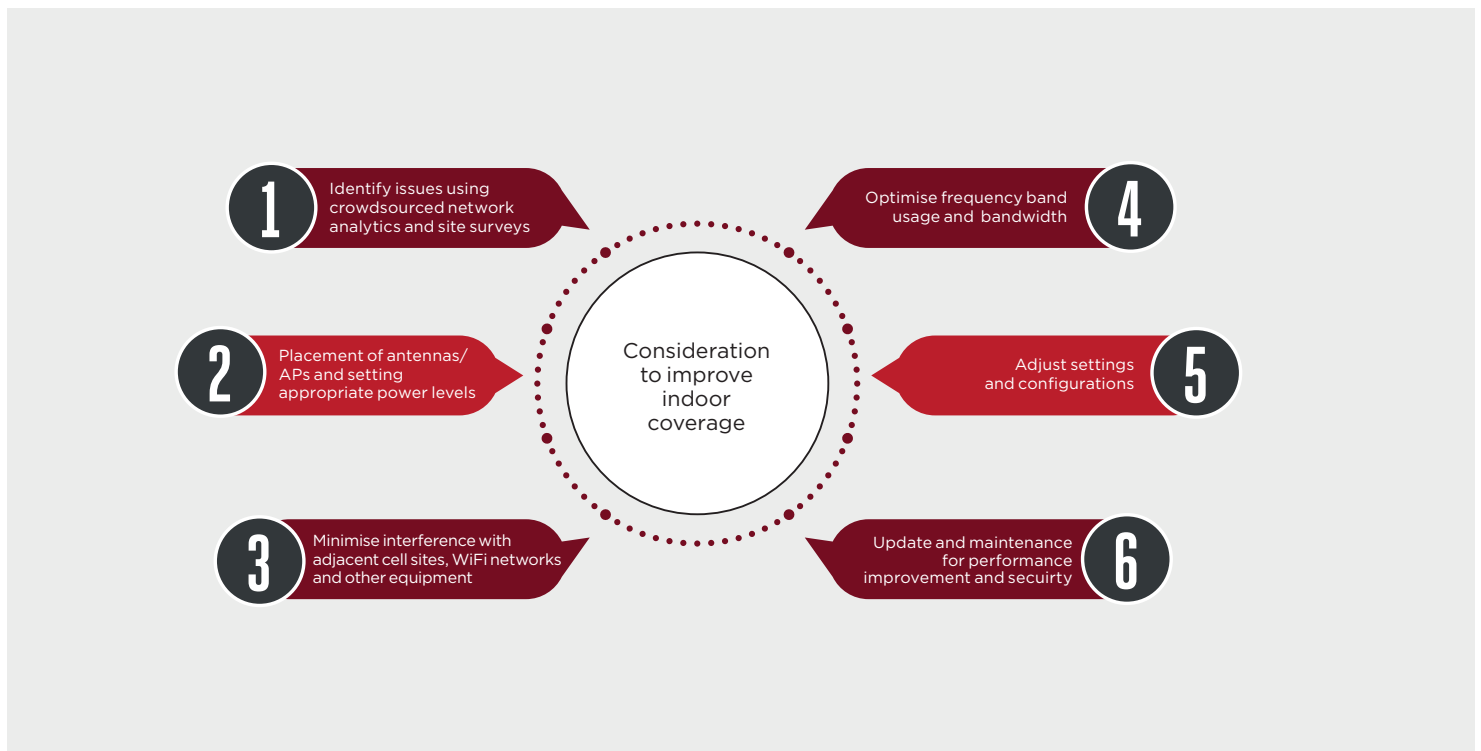 1
Identify issues using
crowdsourced network
analytics and site surveys
2
Placement of antennas/
APs and setting
appropriate power levels
3
Minimise interference with
adjacent cell sites, WiFi networks
and other equipment
Consideration
to improve
indoor
coverage
Optimise frequency band
usage and bandwidth
4
Adjust settings
and configurations
5
Update and maintenance
for performance
improvement and secuirty
6